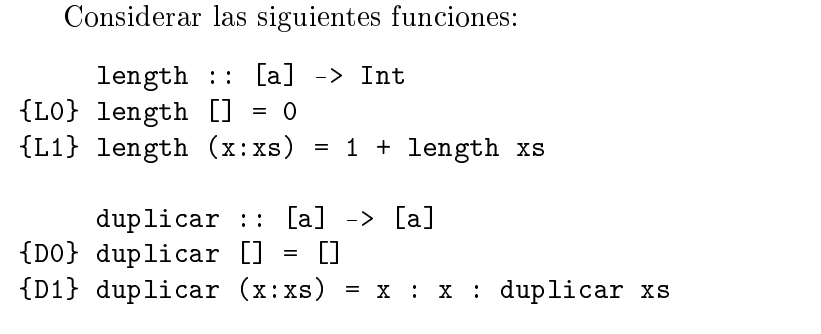 Considerar las siguientes funciones:
length :: [a] -> Int
{L0} length [] = 0
{L1} length (x:xs) = 1 + length xs
duplicar :: [a] -> [a]
{D0} duplicar [] = []
{D1} duplicar (x:xs) = x : x : duplicar xs